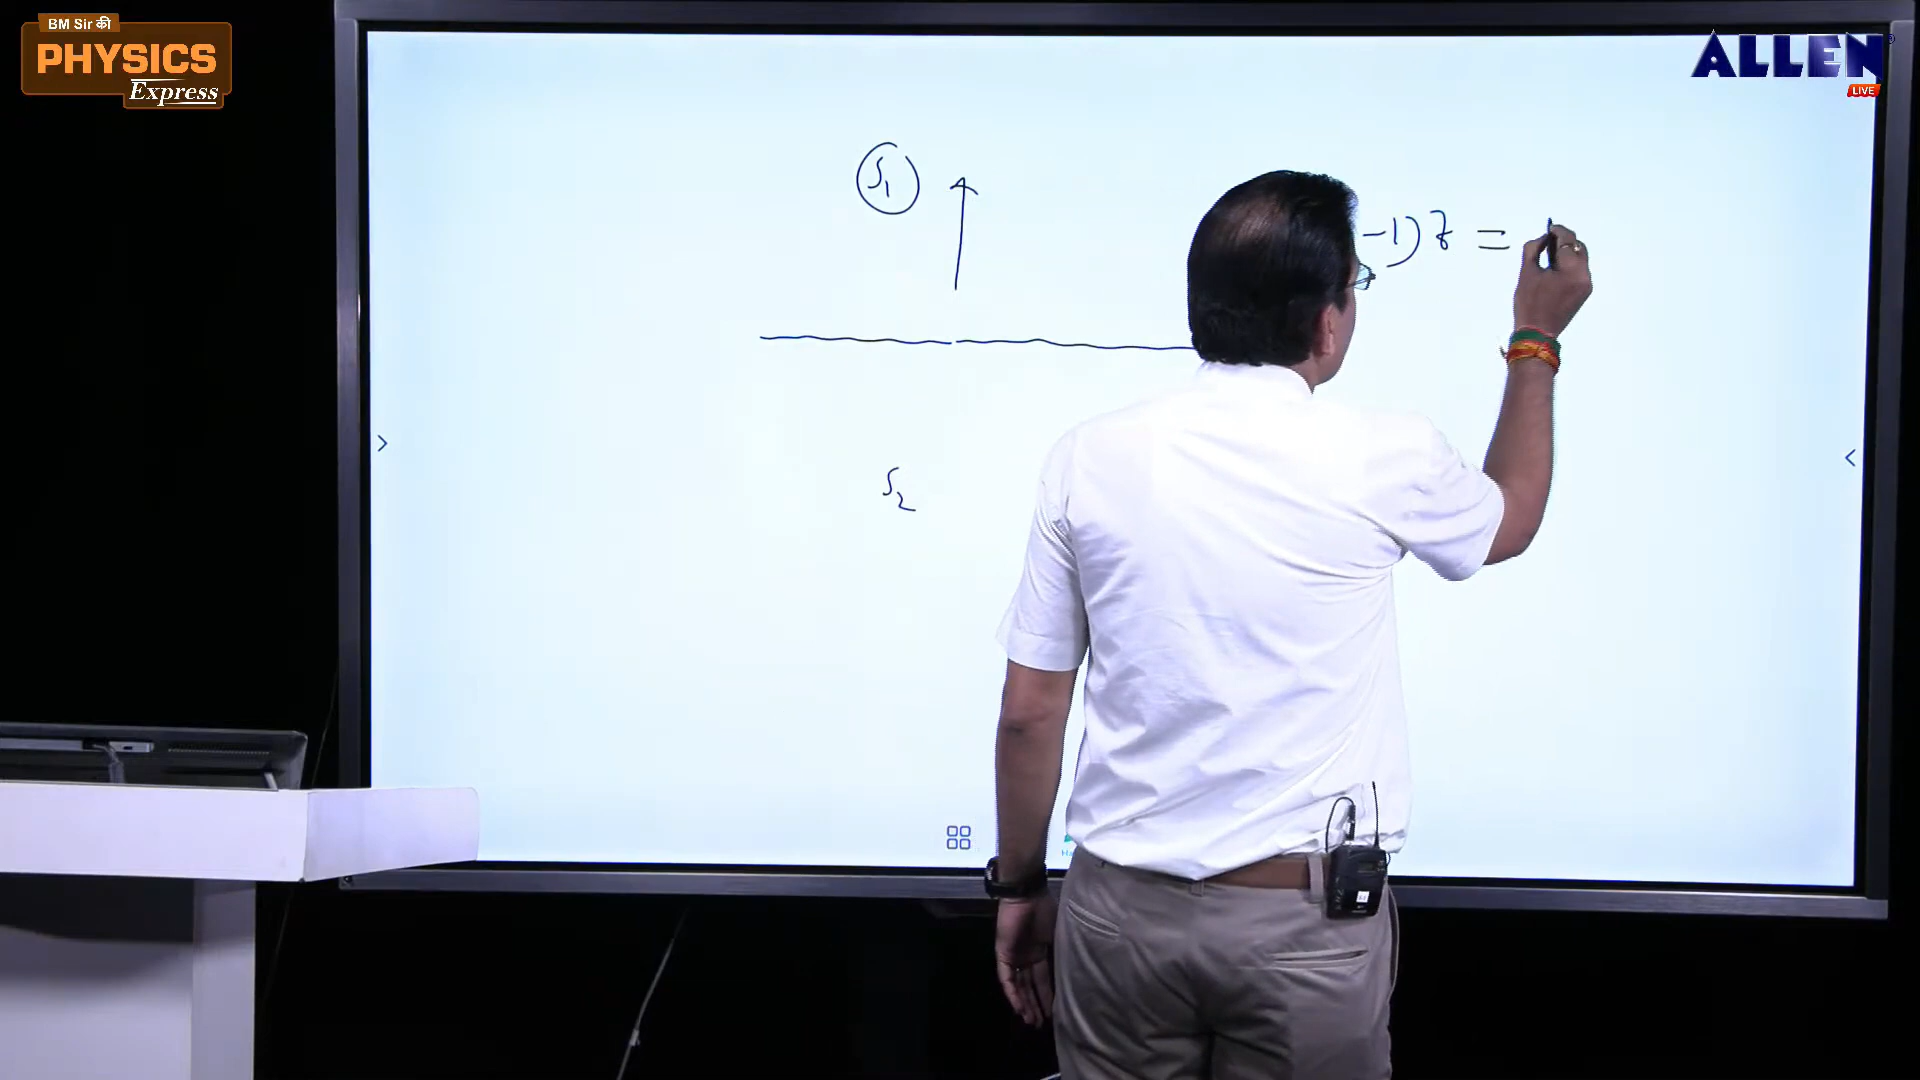 BM Sir की
PHYSICS
Express
ALLEN
LIVE
S1
-1)z =
S2